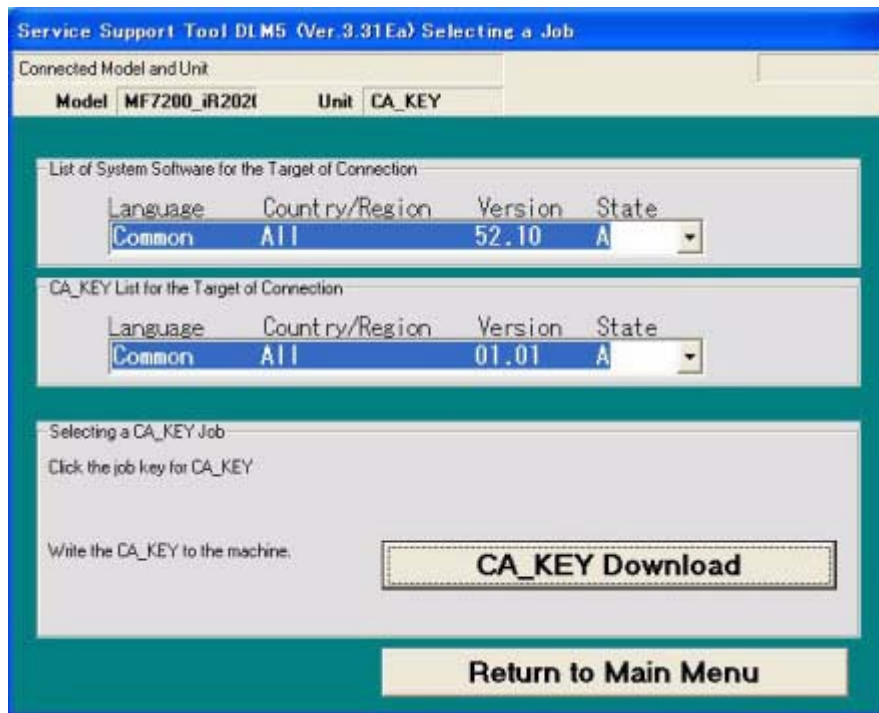 Service Support Tool DLM5 (Ver.3.31Ea) Selecting a Job
Connected Model and Unit
Model MF7200_iR202( Unit CA_KEY
List of System Software for the Target of Connection
Language Country/Region Version State
Common All 52.10 A
CA_KEY List for the Target of Connection
Language Country/Region Version State
Common All 01.01 A
Selecting a CA_KEY Job
Click the job key for CA_KEY
Write the CA_KEY to the machine.
CA_KEY Download
Return to Main Menu